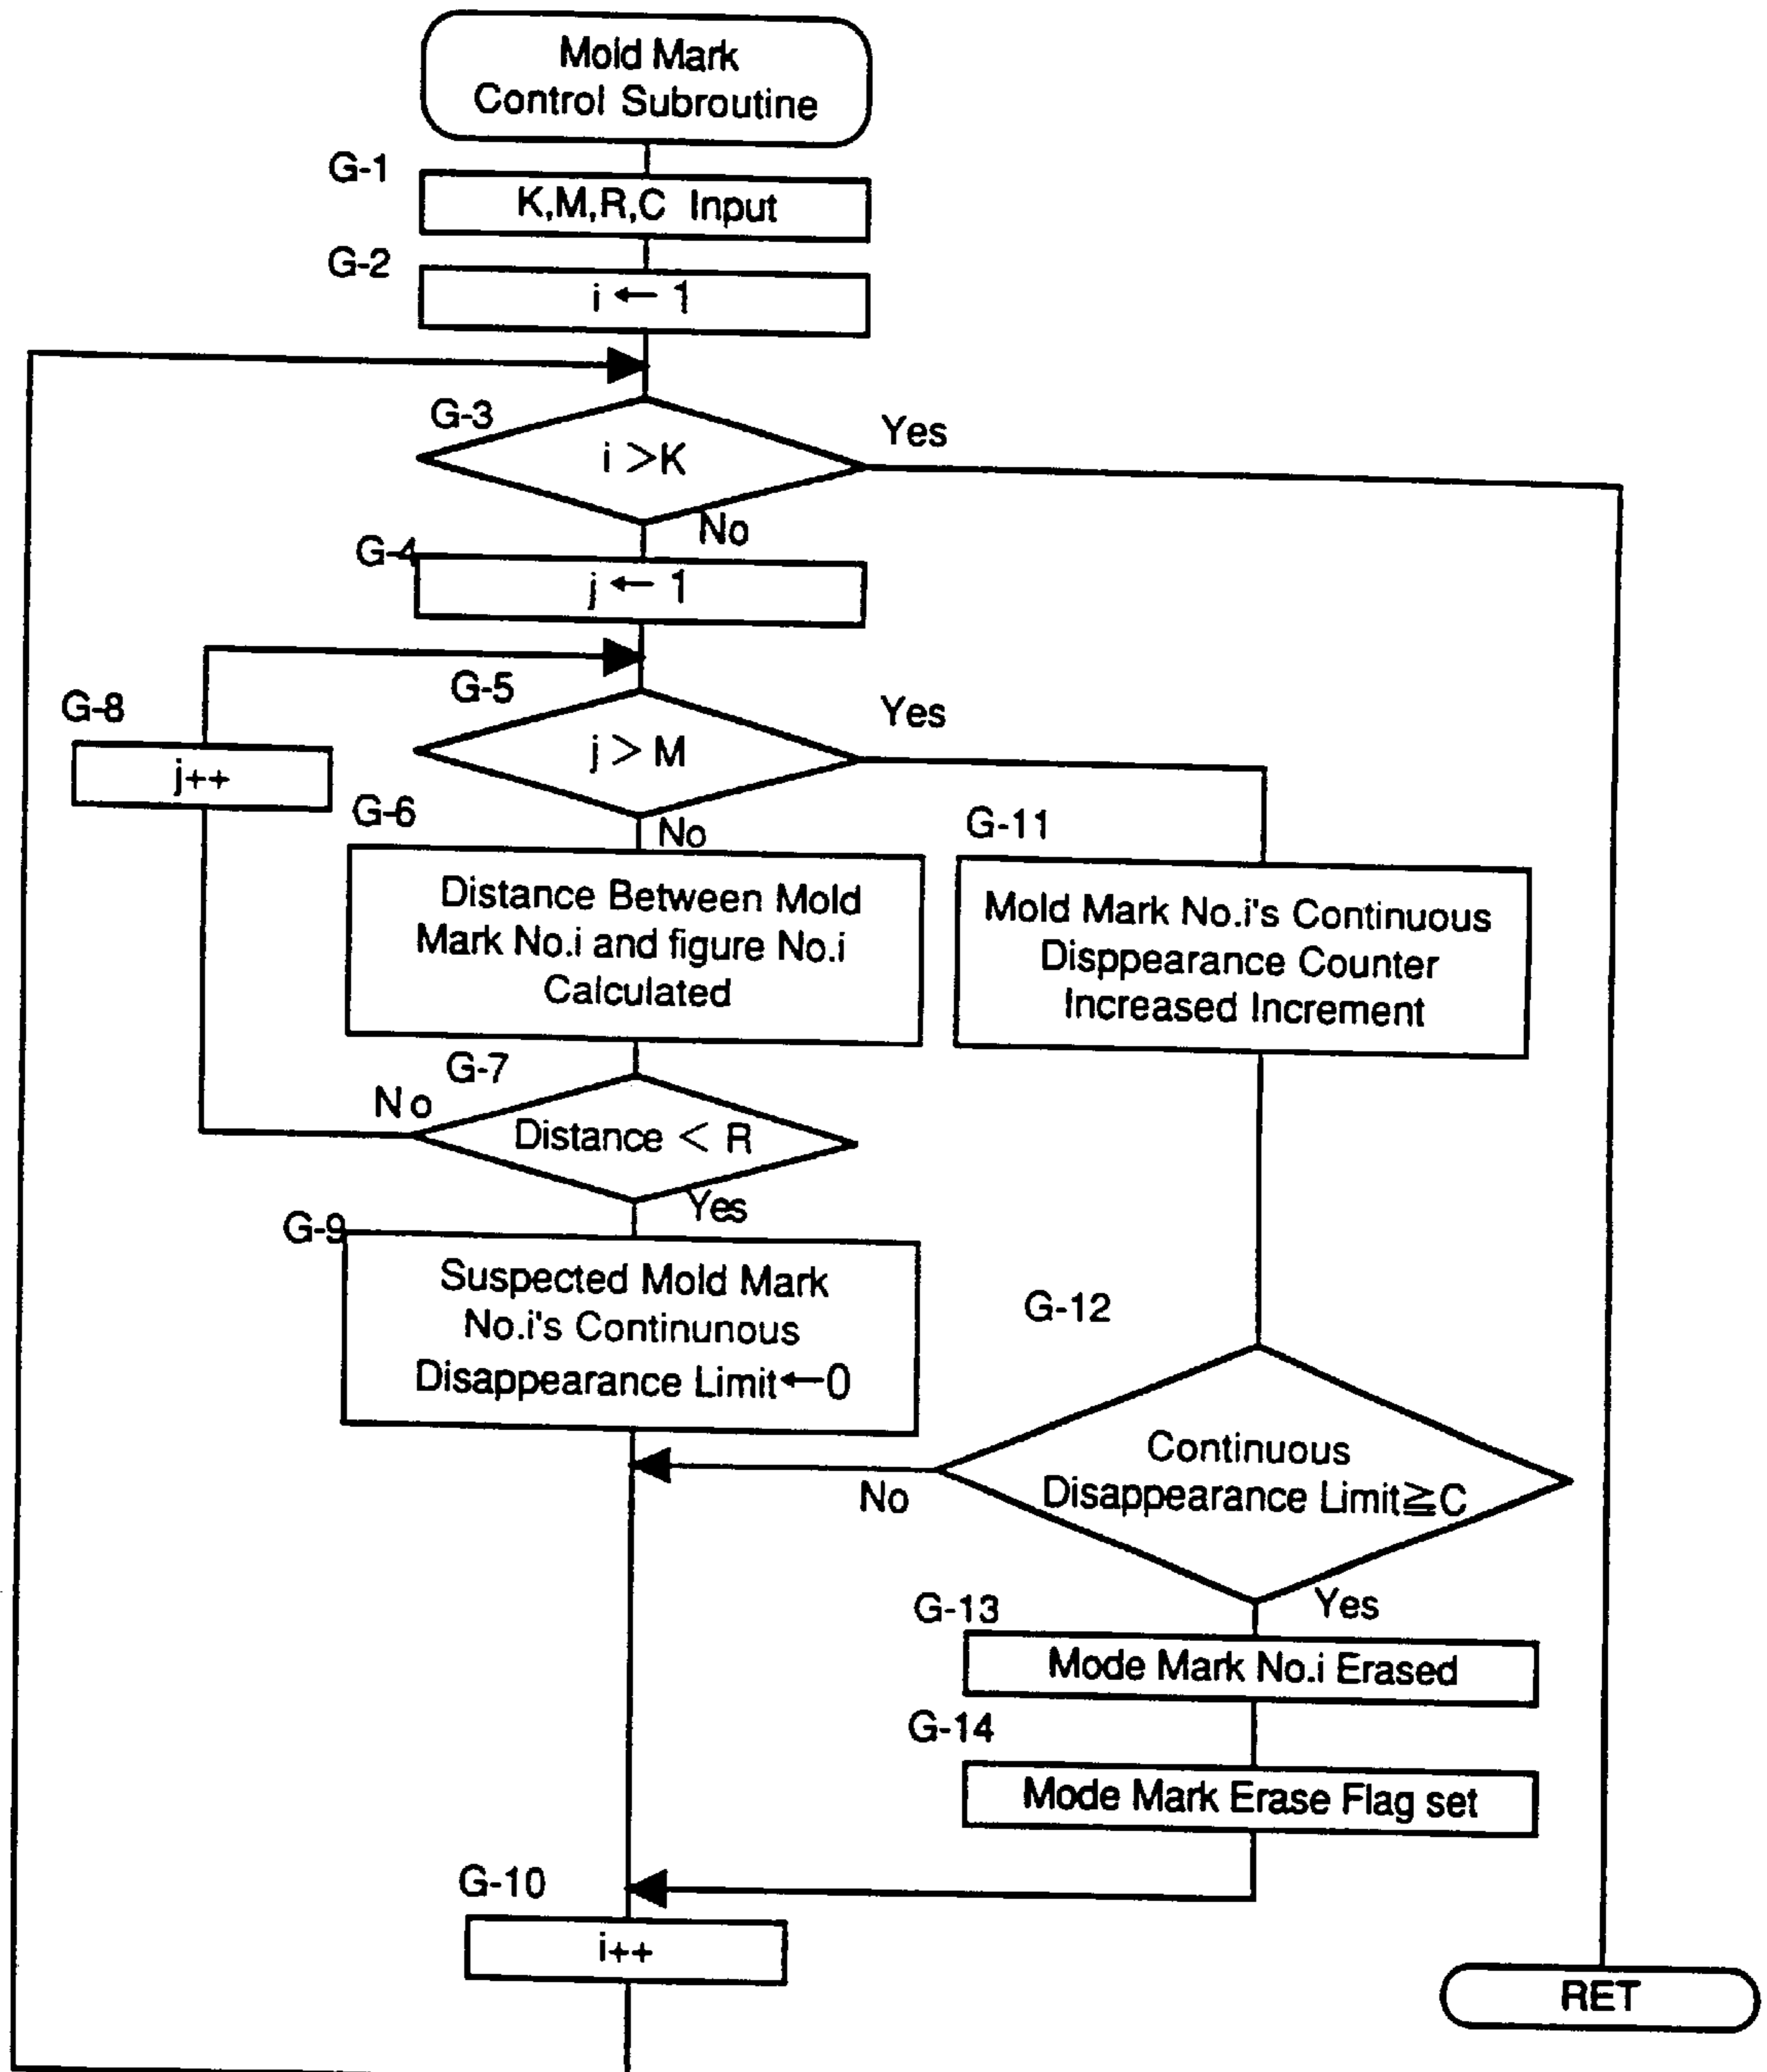 Mold Mark
Control Subroutine
G-1
K,M,R,C Input
G-2
i ← 1
G-3
i >K
Yes
No
G-4
j ← 1
G-5
j > M
Yes
No
G-8
j++
G-6
Distance Between Mold
Mark No.i and figure No.i
Calculated
G-11
Mold Mark No.i's Continuous
Disppearance Counter
Increased Increment
G-7
No
Distance < R
Yes
G-9
Suspected Mold Mark
No.i's Continunous
Disappearance Limit←0
G-12
Continuous
Disappearance Limit≧C
No
Yes
G-13
Mode Mark No.i Erased
G-14
Mode Mark Erase Flag set
G-10
i++
RET